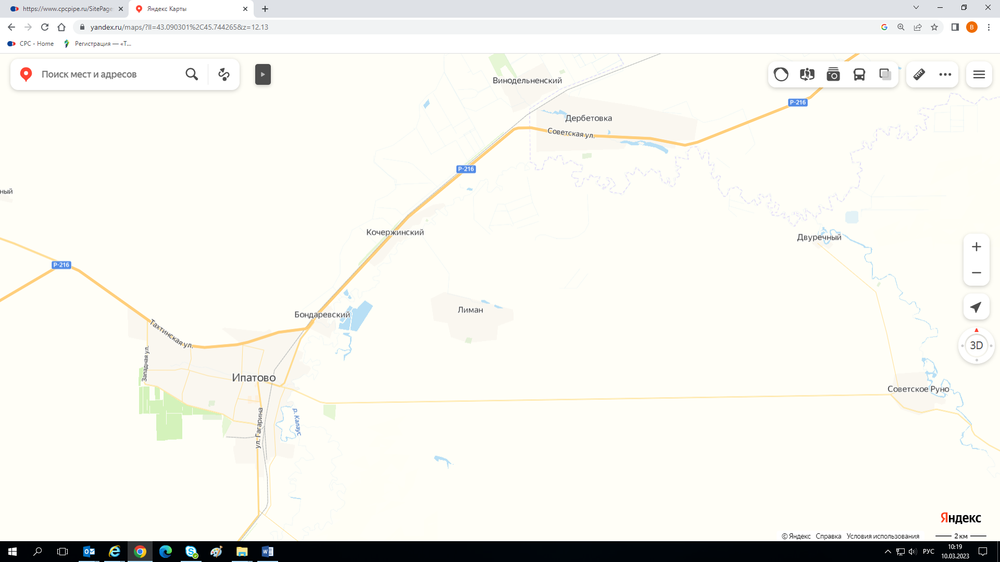 https://www.cpcpipe.ru/SitePage
Яндекс Карты
yandex.ru/maps/?ll=43.090301%2C45.744265&z=12.13
B
CPC - Home
Регистрация — «Т...
Поиск мест и адресов
Винодельненский
Р-216
Дербетовка
Советская ул.
Р-216
ный
Кочержинский
Двуречный
Р-216
Лиман
Бондаревский
Тахтинская ул.
3D
Западная ул.
Ипатово
Советское Руно
р. Калаус
ул. Гагарина
Яндекс
© Яндекс Справка Условия использования 2 км
РУС
10:19
10.03.2023